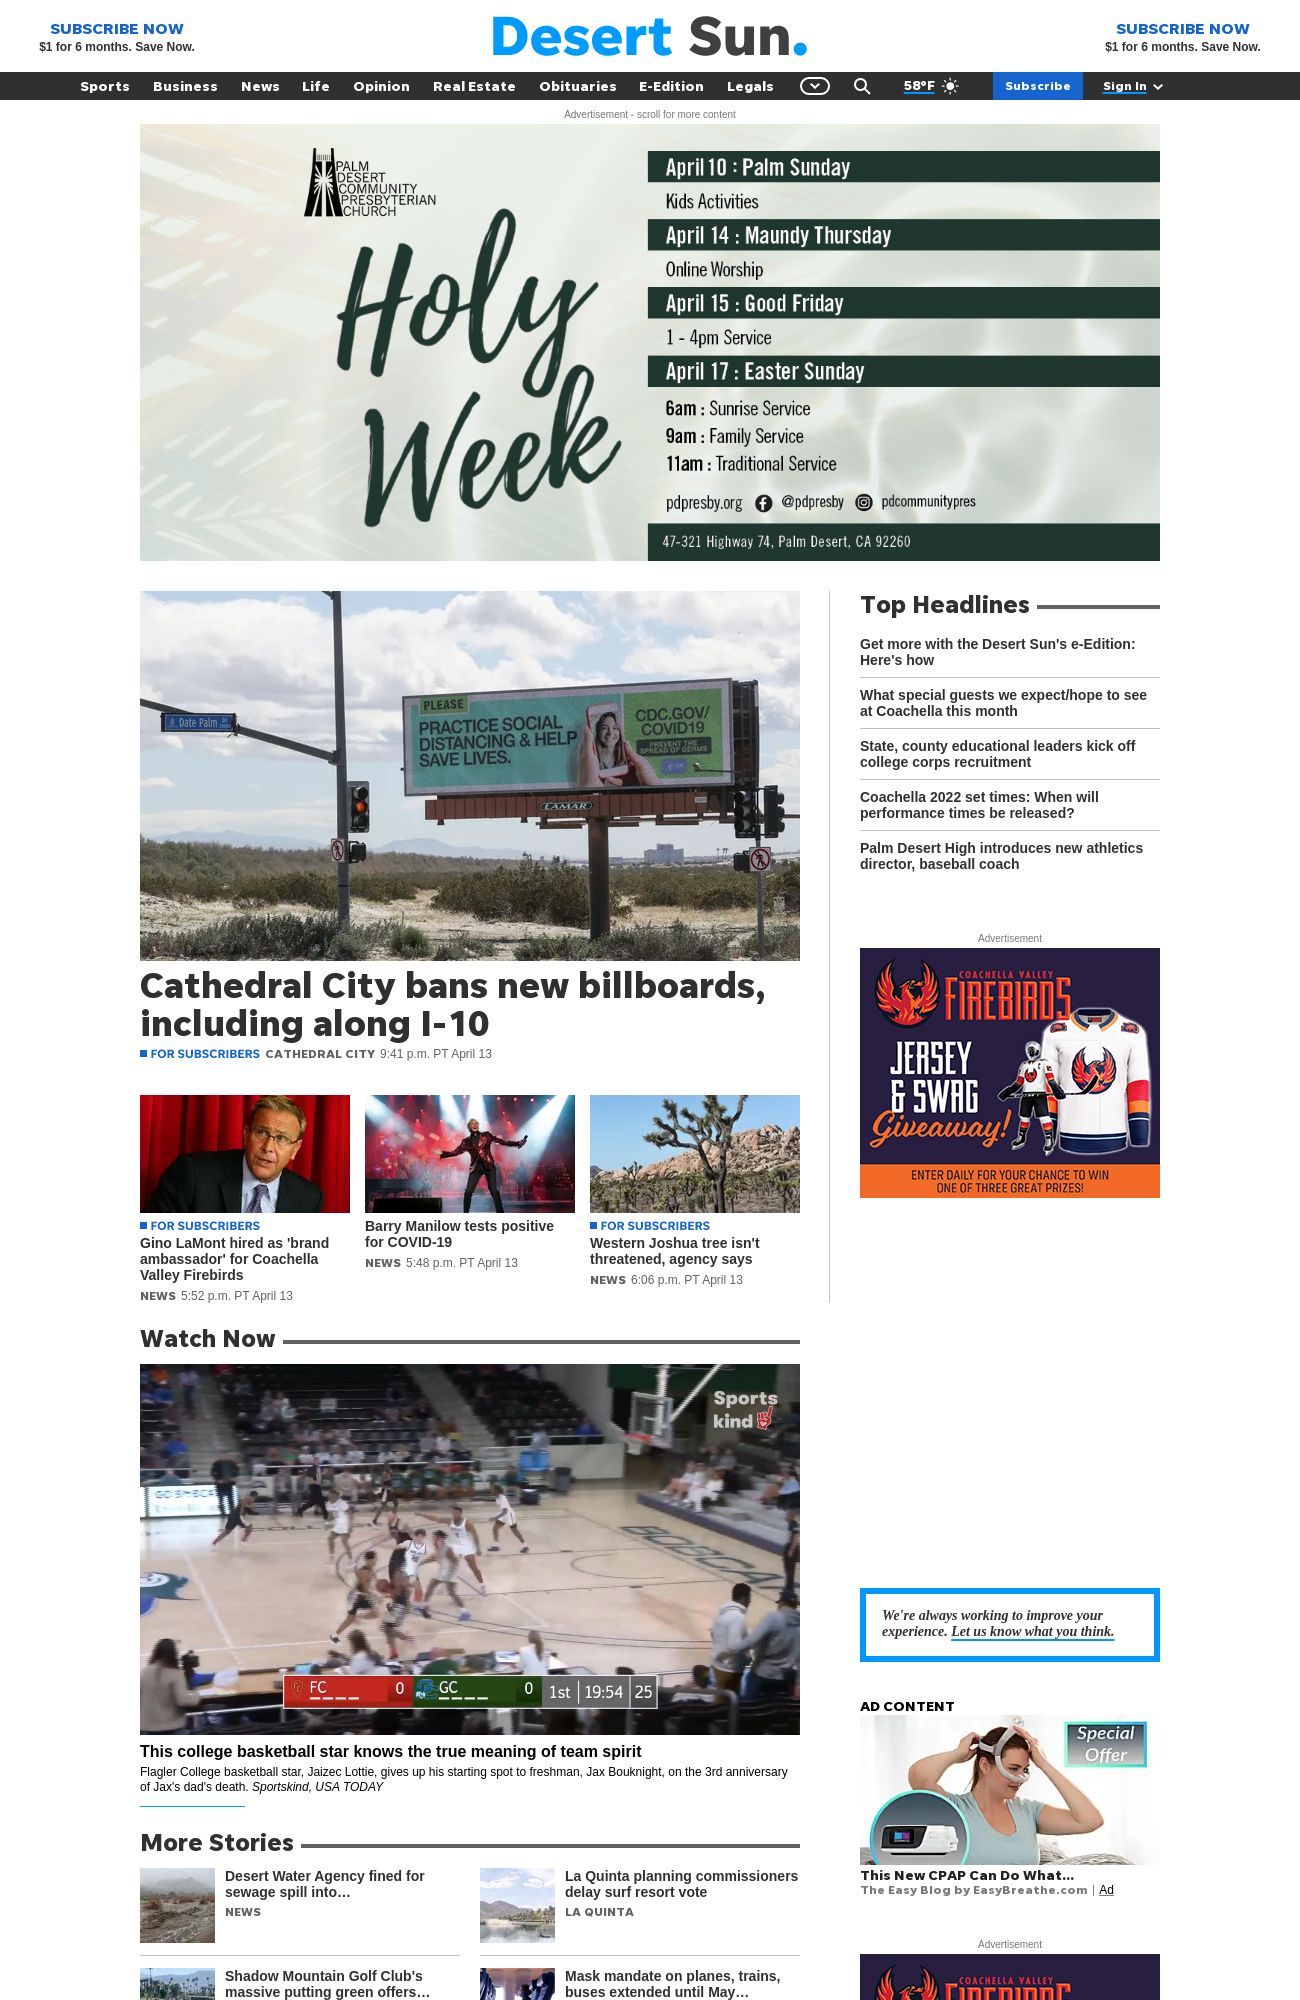 SUBSCRIBE NOW
$1 for 6 months. Save Now.
Desert Sun.
SUBSCRIBE NOW
$1 for 6 months. Save Now.
Sports Business News Life Opinion Real Estate Obituaries E-Edition Legals 58°F Subscribe Sign In
Advertisement - scroll for more content
PALM
DESERT
COMMUNITY
PRESBYTERIAN
CHURCH
Holy
Week
April 10 : Palm Sunday
Kids Activities
April 14 : Maundy Thursday
Online Worship
April 15 : Good Friday
1 - 4pm Service
April 17 : Easter Sunday
6am : Sunrise Service
9am : Family Service
11am : Traditional Service
pdpresby.org @pdpresby pdcommunitypres
47-321 Highway 74, Palm Desert, CA 92260
Date Palm
PLEASE
PRACTICE SOCIAL
DISTANCING & HELP
SAVE LIVES.
CDC.GOV/
COVID19
PREVENT THE
SPREAD OF GERMS
LAMAR
Cathedral City bans new billboards,
including along I-10
FOR SUBSCRIBERS CATHEDRAL CITY 9:41 p.m. PT April 13
FOR SUBSCRIBERS
Gino LaMont hired as 'brand
ambassador' for Coachella
Valley Firebirds
NEWS 5:52 p.m. PT April 13
Barry Manilow tests positive
for COVID-19
NEWS 5:48 p.m. PT April 13
FOR SUBSCRIBERS
Western Joshua tree isn't
threatened, agency says
NEWS 6:06 p.m. PT April 13
Top Headlines
Get more with the Desert Sun's e-Edition:
Here's how
What special guests we expect/hope to see
at Coachella this month
State, county educational leaders kick off
college corps recruitment
Coachella 2022 set times: When will
performance times be released?
Palm Desert High introduces new athletics
director, baseball coach
Advertisement
COACHELLA VALLEY
FIREBIRDS
JERSEY
& SWAG
Giveaway!
ENTER DAILY FOR YOUR CHANCE TO WIN
ONE OF THREE GREAT PRIZES!
Watch Now
Sports
kind
BOBCA
FC 0 GC 0 1st 19:54 25
This college basketball star knows the true meaning of team spirit
Flagler College basketball star, Jaizec Lottie, gives up his starting spot to freshman, Jax Bouknight, on the 3rd anniversary
of Jax's dad's death. Sportskind, USA TODAY
We're always working to improve your
experience. Let us know what you think.
AD CONTENT
Special
Offer
This New CPAP Can Do What...
The Easy Blog by EasyBreathe.com | Ad
Advertisement
COACHELLA VALLEY
FIREBIRDS
More Stories
Desert Water Agency fined for
sewage spill into…
NEWS
La Quinta planning commissioners
delay surf resort vote
LA QUINTA
Shadow Mountain Golf Club's
massive putting green offers…
Mask mandate on planes, trains,
buses extended until May…